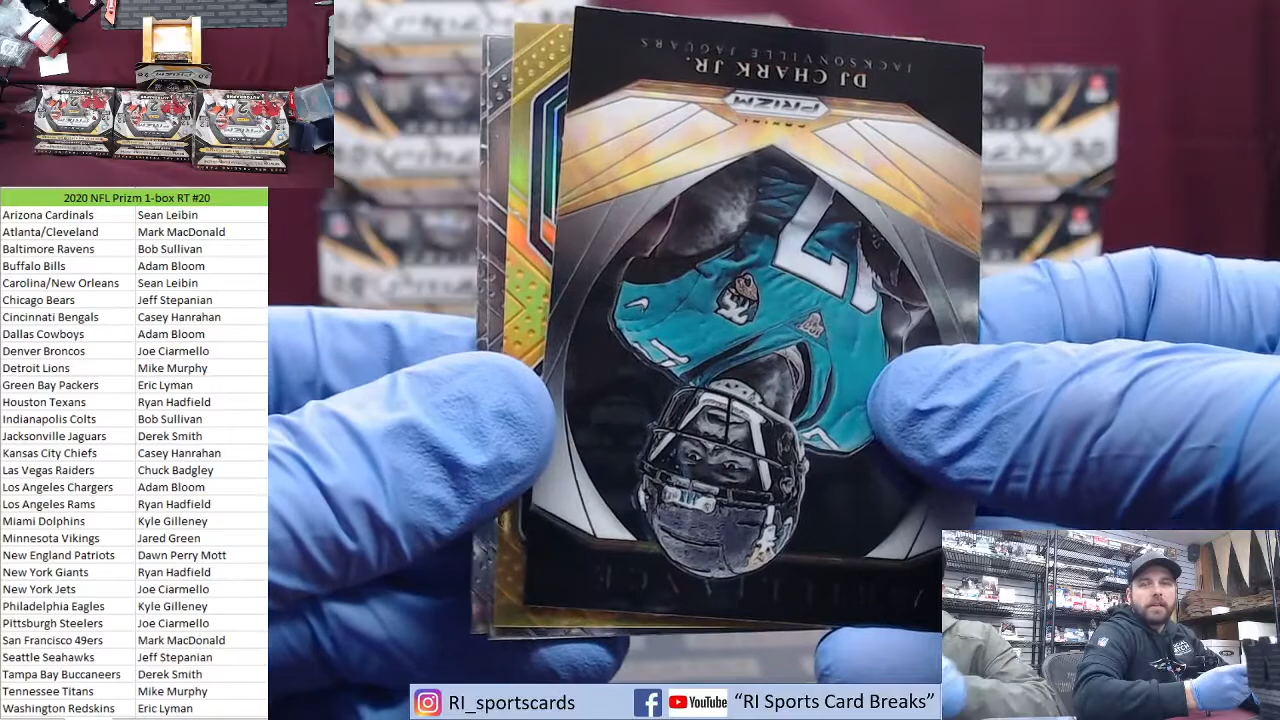 2020 NFL Prizm 1-box RT #20
Arizona Cardinals Sean Leibin
Atlanta/Cleveland Mark MacDonald
Baltimore Ravens Bob Sullivan
Buffalo Bills Adam Bloom
Carolina/New Orleans Sean Leibin
Chicago Bears Jeff Stepanian
Cincinnati Bengals Casey Hanrahan
Dallas Cowboys Adam Bloom
Denver Broncos Joe Ciarmello
Detroit Lions Mike Murphy
Green Bay Packers Eric Lyman
Houston Texans Ryan Hadfield
Indianapolis Colts Bob Sullivan
Jacksonville Jaguars Derek Smith
Kansas City Chiefs Casey Hanrahan
Las Vegas Raiders Chuck Badgley
Los Angeles Chargers Adam Bloom
Los Angeles Rams Ryan Hadfield
Miami Dolphins Kyle Gilleney
Minnesota Vikings Jared Green
New England Patriots Dawn Perry Mott
New York Giants Ryan Hadfield
New York Jets Joe Ciarmello
Philadelphia Eagles Kyle Gilleney
Pittsburgh Steelers Joe Ciarmello
San Francisco 49ers Mark MacDonald
Seattle Seahawks Jeff Stepanian
Tampa Bay Buccaneers Derek Smith
Tennessee Titans Mike Murphy
Washington Redskins Eric Lyman
JACKSONVILLE JAGUARS
DJ CHARK JR.
PRIZM
PANINI
17
RI_sportscards
YouTube "RI Sport Card Breaks"